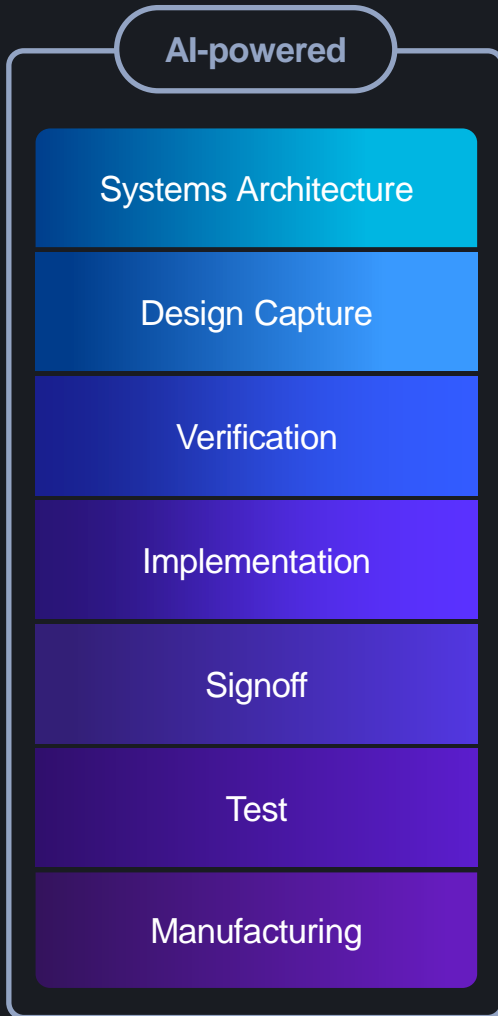 AI-powered
Systems Architecture
Design Capture
Verification
Implementation
Signoff
Test
Manufacturing